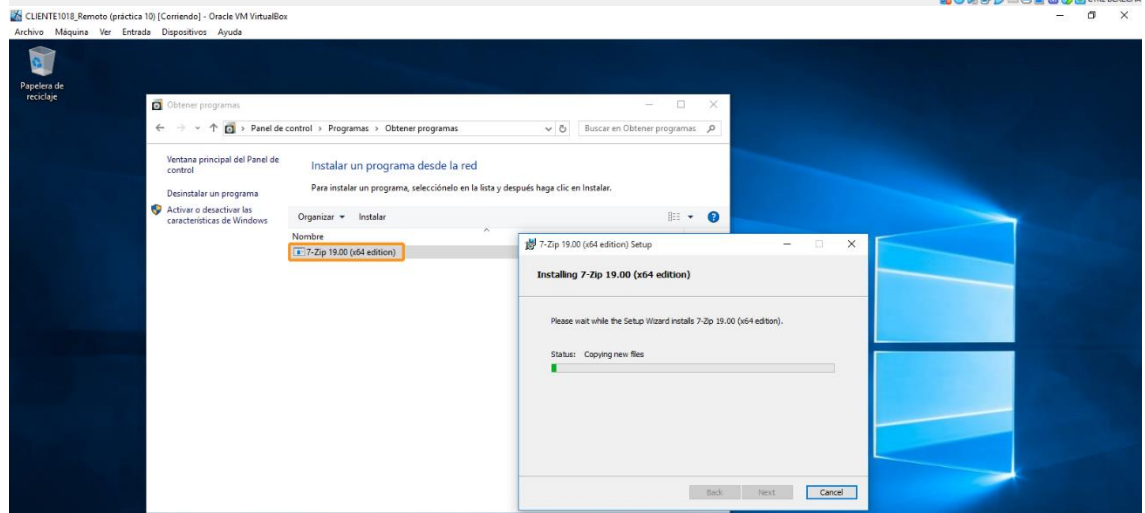 CLIENTE1018_Remoto (práctica 10) [Corriendo] - Oracle VM VirtualBox
Archivo Máquina Ver Entrada Dispositivos Ayuda
Papelera de
reciclaje
Obtener programas
Panel de control > Programas > Obtener programas
Buscar en Obtener programas
Ventana principal del Panel de
control
Desinstalar un programa
Activar o desactivar las
características de Windows
Instalar un programa desde la red
Para instalar un programa, selecciónelo en la lista y después haga clic en Instalar.
Organizar Instalar
Nombre
7-Zip 19.00 (x64 edition)
7-Zip 19.00 (x64 edition) Setup
Installing 7-Zip 19.00 (x64 edition)
Please wait while the Setup Wizard installs 7-Zip 19.00 (x64 edition).
Status: Copying new files
Back Next Cancel